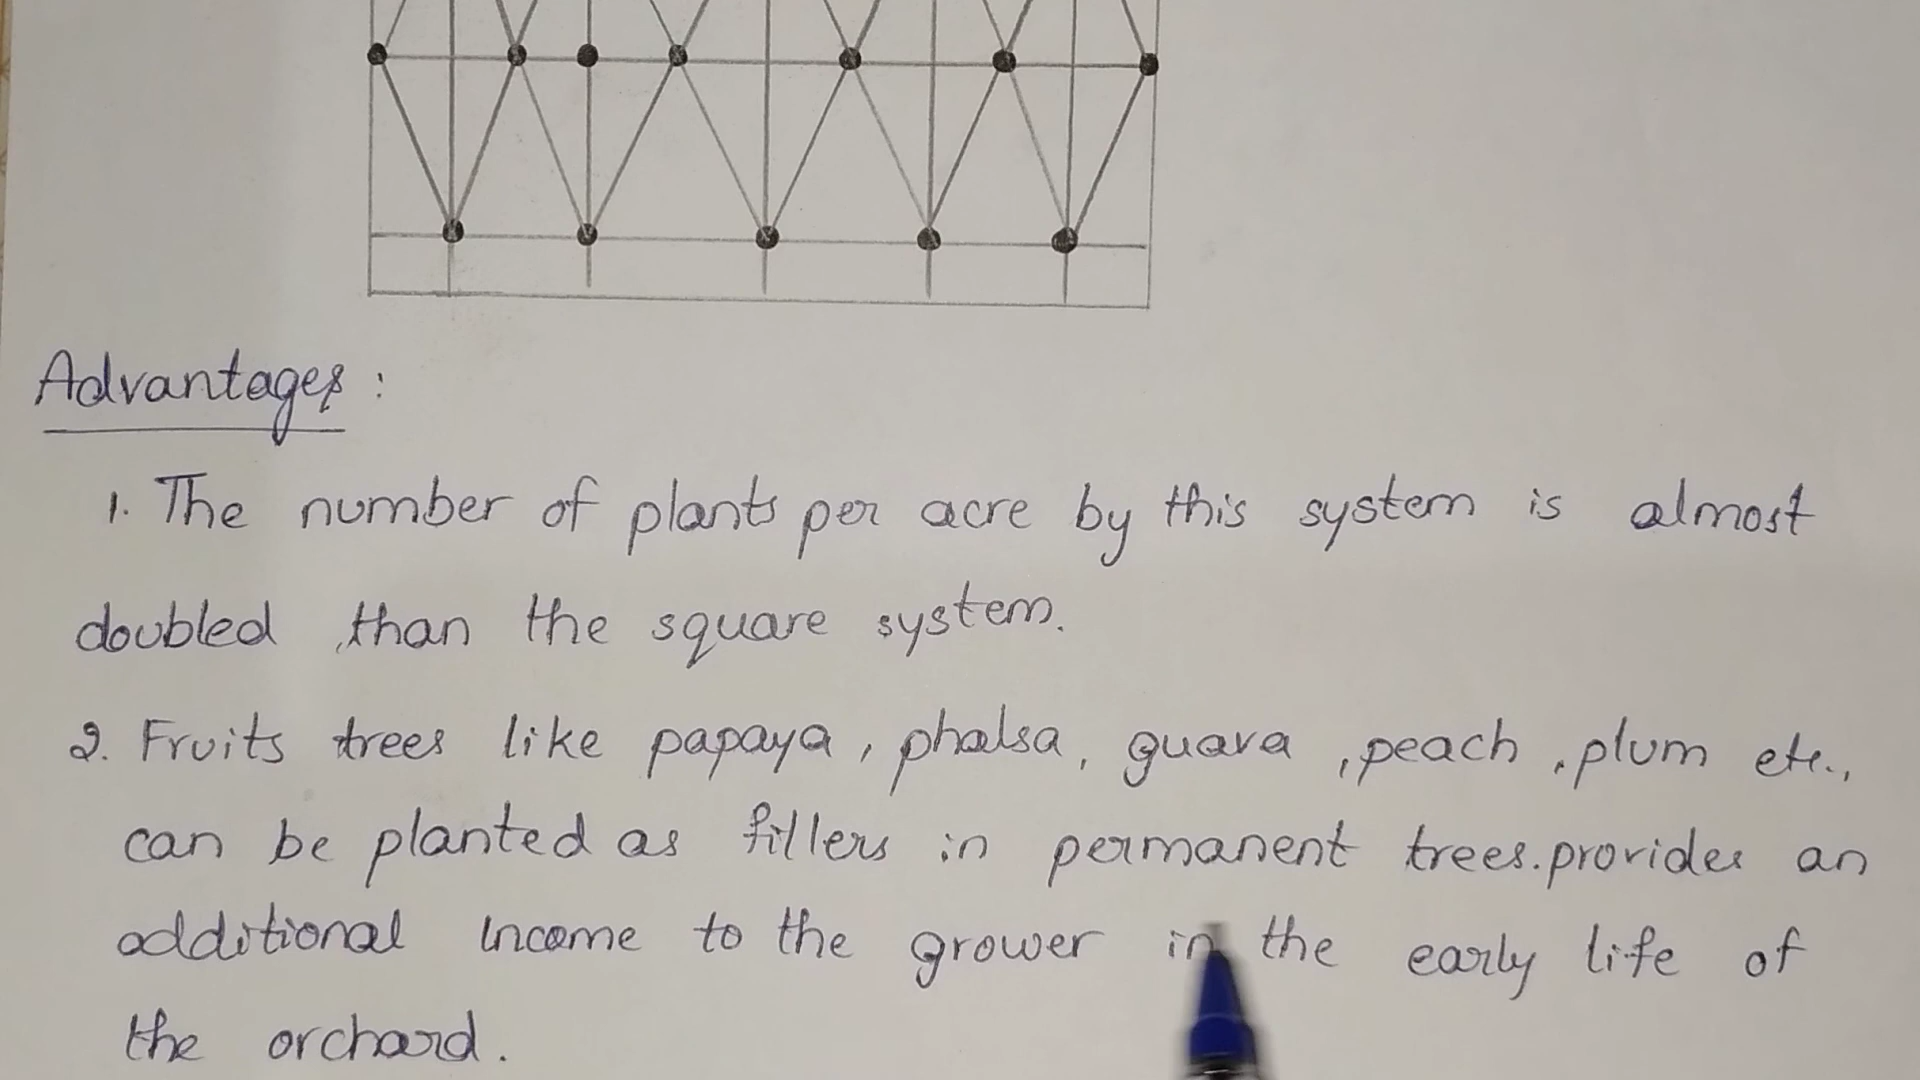 Advantages :
1. The number of plants per acre by this system is almost
doubled than the square system.
2. Fruits trees like papaya, phalsa, guava, peach, plum etc.,
can be planted as fillers in permanent trees. provides an
additional income to the grower in the early life of
the orchard.